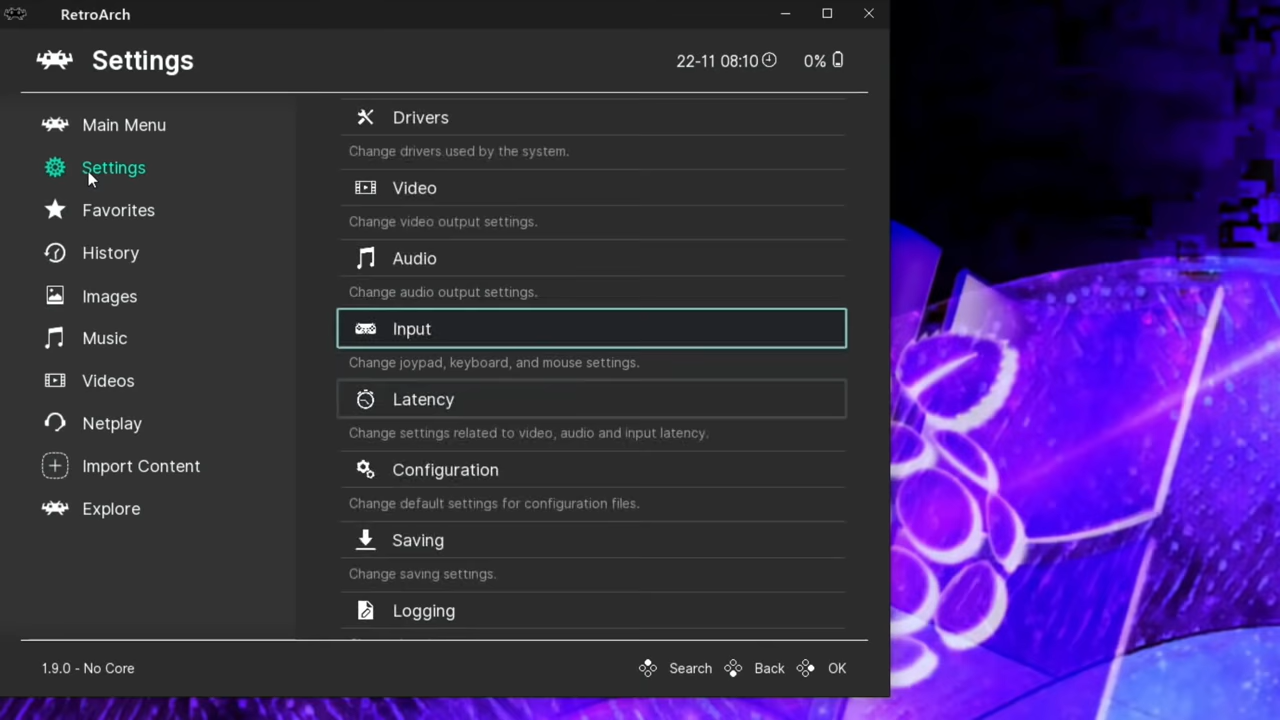 RetroArch
Settings
22-11 08:10
0%
Main Menu
Settings
Favorites
History
Images
Music
Videos
Netplay
Import Content
Explore
Drivers
Change drivers used by the system.
Video
Change video output settings.
Audio
Change audio output settings.
Input
Change joypad, keyboard, and mouse settings.
Latency
Change settings related to video, audio and input latency.
Configuration
Change default settings for configuration files.
Saving
Change saving settings.
Logging
1.9.0 - No Core
Search
Back
OK